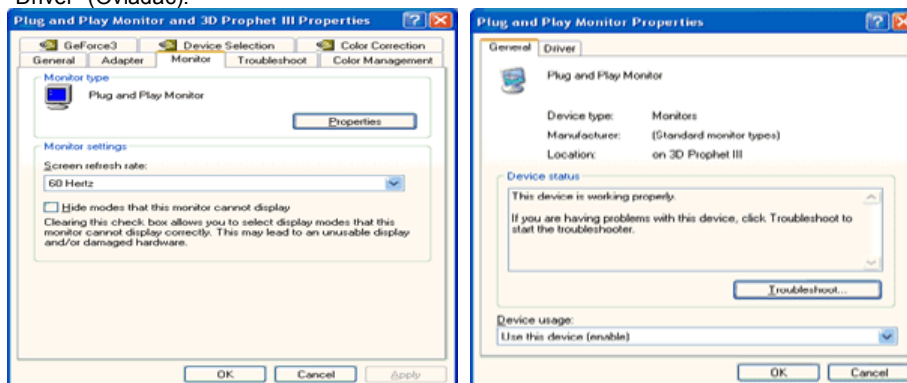 "Driver" (Ovladač).
Plug and Play Monitor and 3D Prophet III Properties
GeForce3 Device Selection Color Correction
General Adapter Monitor Troubleshoot Color Management
Monitor type
Plug and Play Monitor
Properties
Monitor settings
Screen refresh rate:
60 Hertz
Hide modes that this monitor cannot display
Clearing this check box allows you to select display modes that this
monitor cannot display correctly. This may lead to an unusable display
and/or damaged hardware.
OK Cancel Apply
Plug and Play Monitor Properties
General Driver
Plug and Play Monitor
Device type: Monitors
Manufacturer: (Standard monitor types)
Location: on 3D Prophet III
Device status
This device is working properly.
If you are having problems with this device, click Troubleshoot to
start the troubleshooter.
Troubleshoot...
Device usage:
Use this device (enable)
OK Cancel